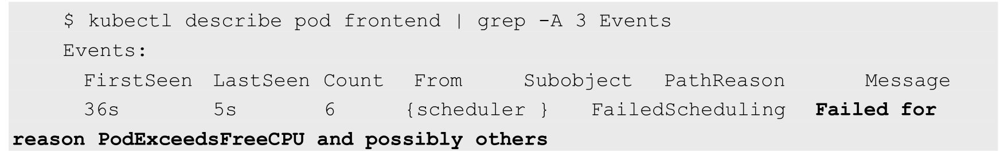 $ kubectl describe pod frontend | grep -A 3 Events
Events:
FirstSeen LastSeen Count From Subobject PathReason Message
36s 5s 6 {scheduler } FailedScheduling Failed for
reason PodExceedsFreeCPU and possibly others